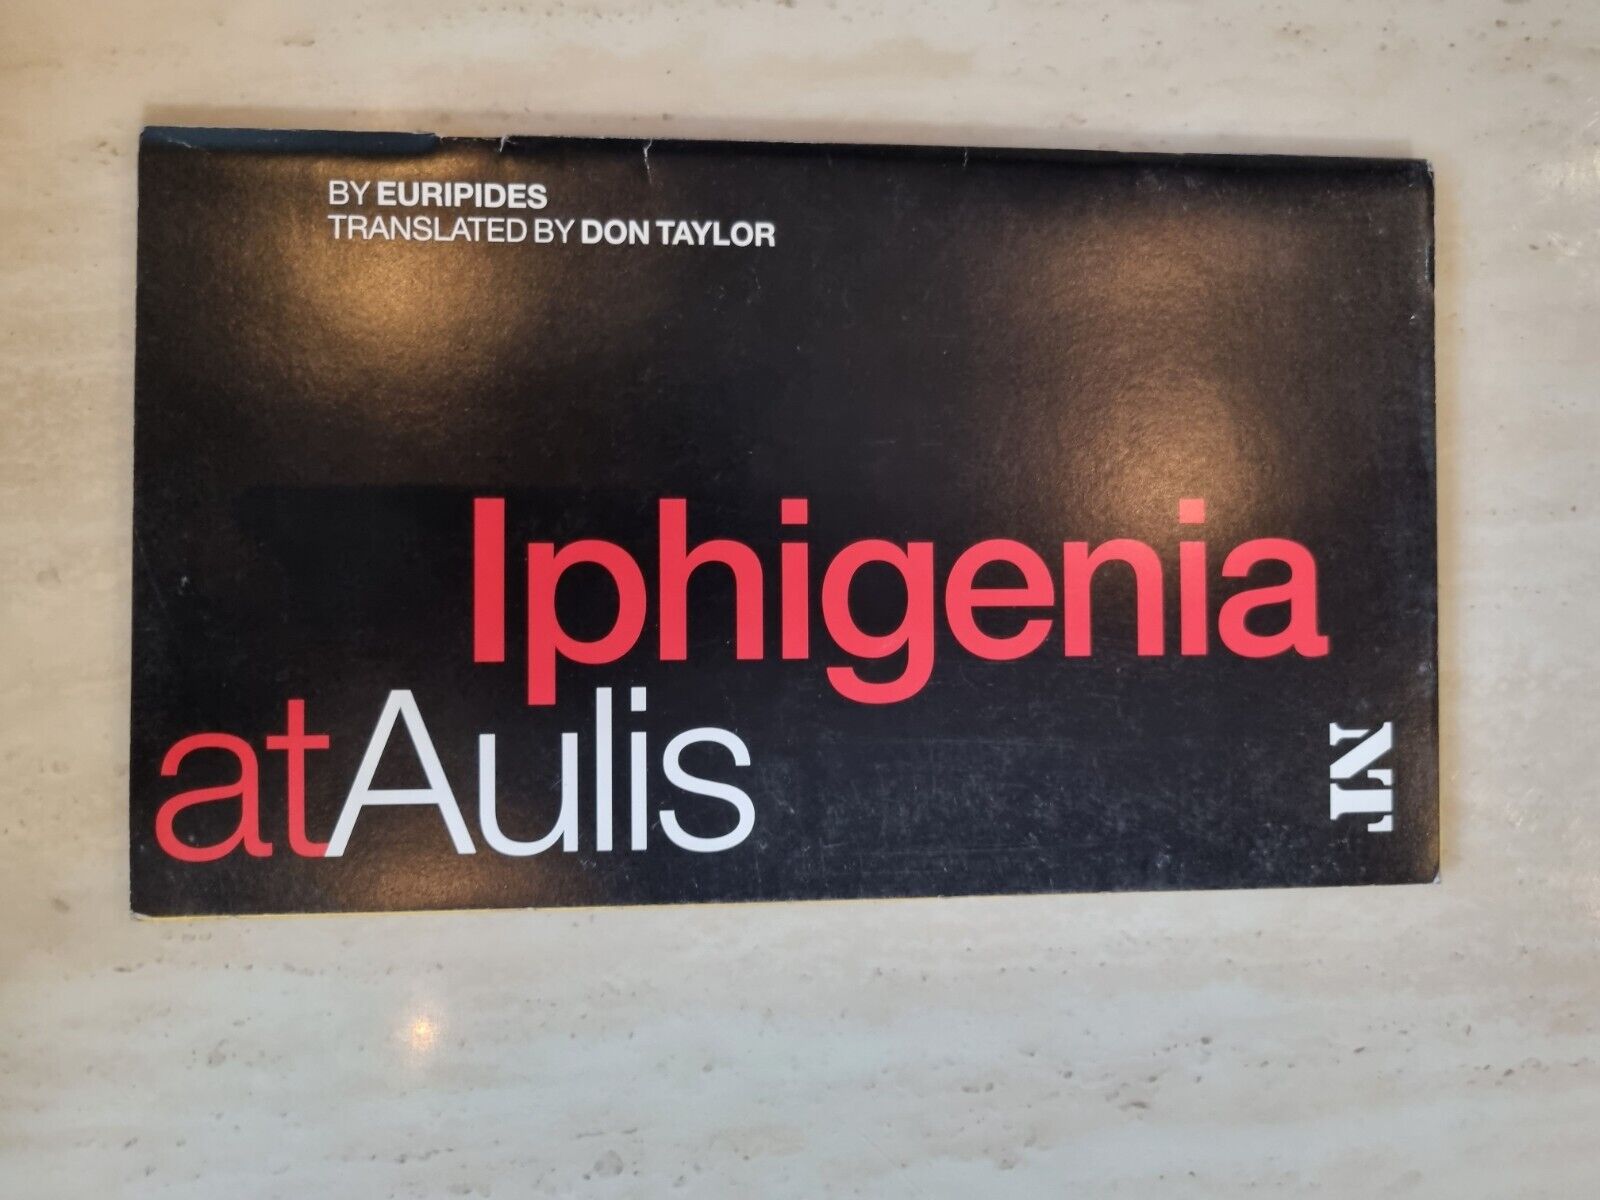 BY EURIPIDES
TRANSLATED BY DON TAYLOR
Iphigenia
atAulis
NT